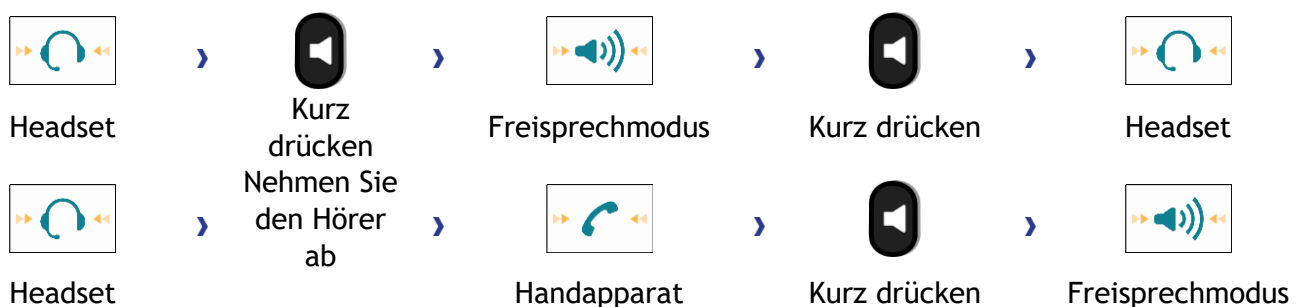 Headset
Kurz
drücken
Freisprechmodus
Kurz drücken
Headset
Nehmen Sie
den Hörer
ab
Headset
Handapparat
Kurz drücken
Freisprechmodus